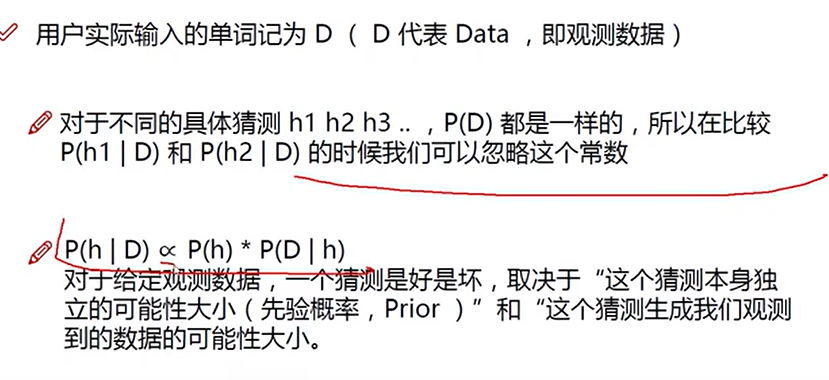 用户实际输入的单词记为 D （ D 代表 Data ，即观测数据）
对于不同的具体猜测 h1 h2 h3 .. ，P(D) 都是一样的，所以在比较
P(h1 | D) 和 P(h2 | D) 的时候我们可以忽略这个常数
P(h | D) ∝ P(h) * P(D | h)
对于给定观测数据，一个猜测是好是坏，取决于“这个猜测本身独
立的可能性大小（先验概率，Prior ）”和“这个猜测生成我们观测
到的数据的可能性大小。